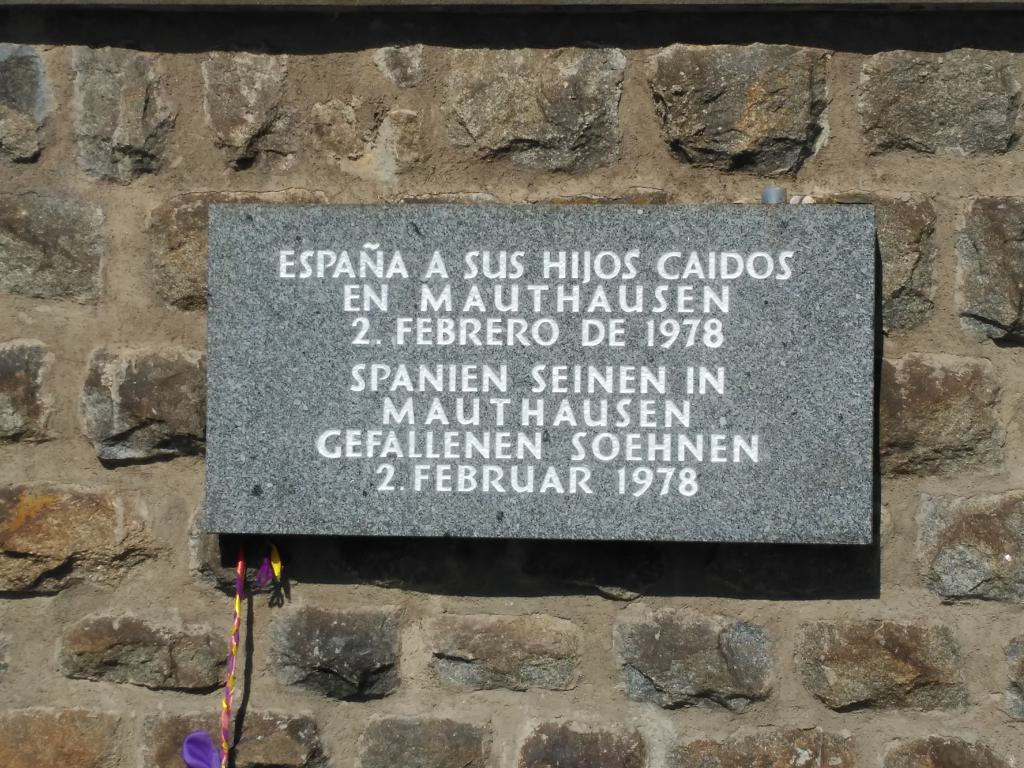 ESPAÑA A SUS HIJOS CAIDOS
EN MAUTHAUSEN
2. FEBRERO DE 1978
SPANIEN SEINEN IN
MAUTHAUSEN
GEFALLENEN SOEHNEN
2. FEBRUAR 1978